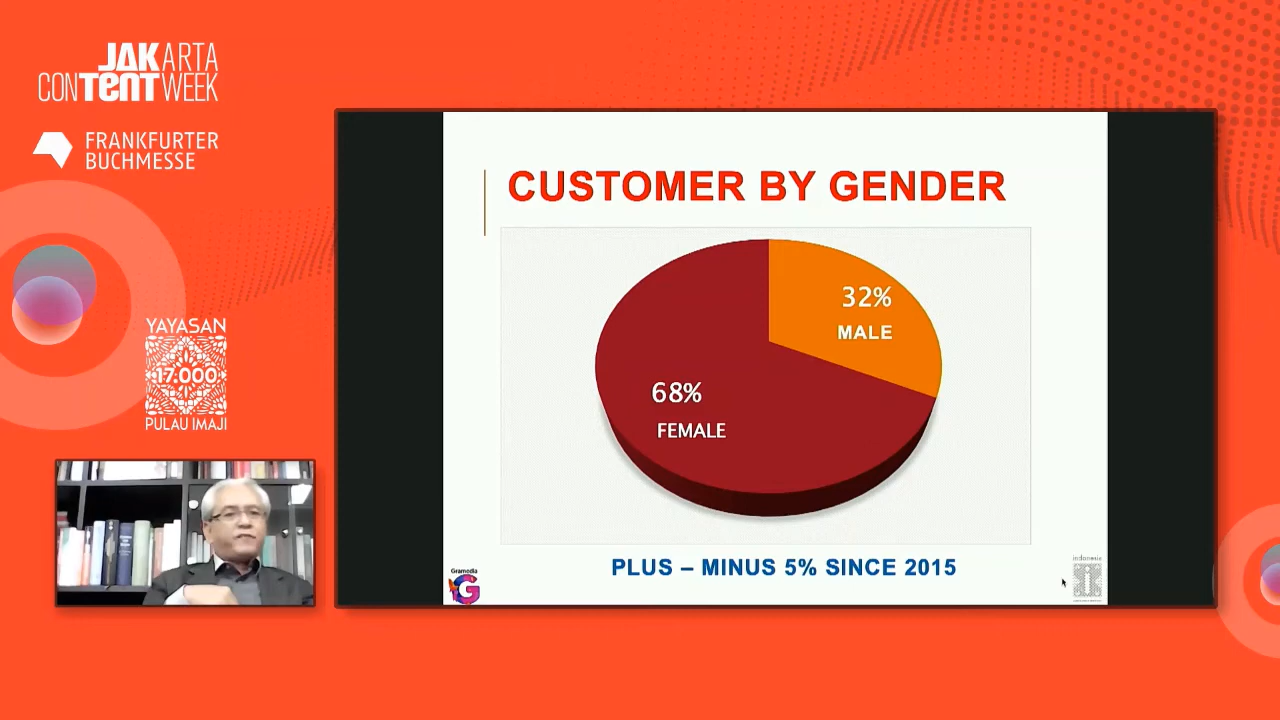 JAKARTA
CONTENT WEEK
FRANKFURTER
BUCHMESSE
YAYASAN
17.000
PULAU IMAJI
CUSTOMER BY GENDER
32%
MALE
68%
FEMALE
PLUS – MINUS 5% SINCE 2015
Gramedia
G
indonesia
i